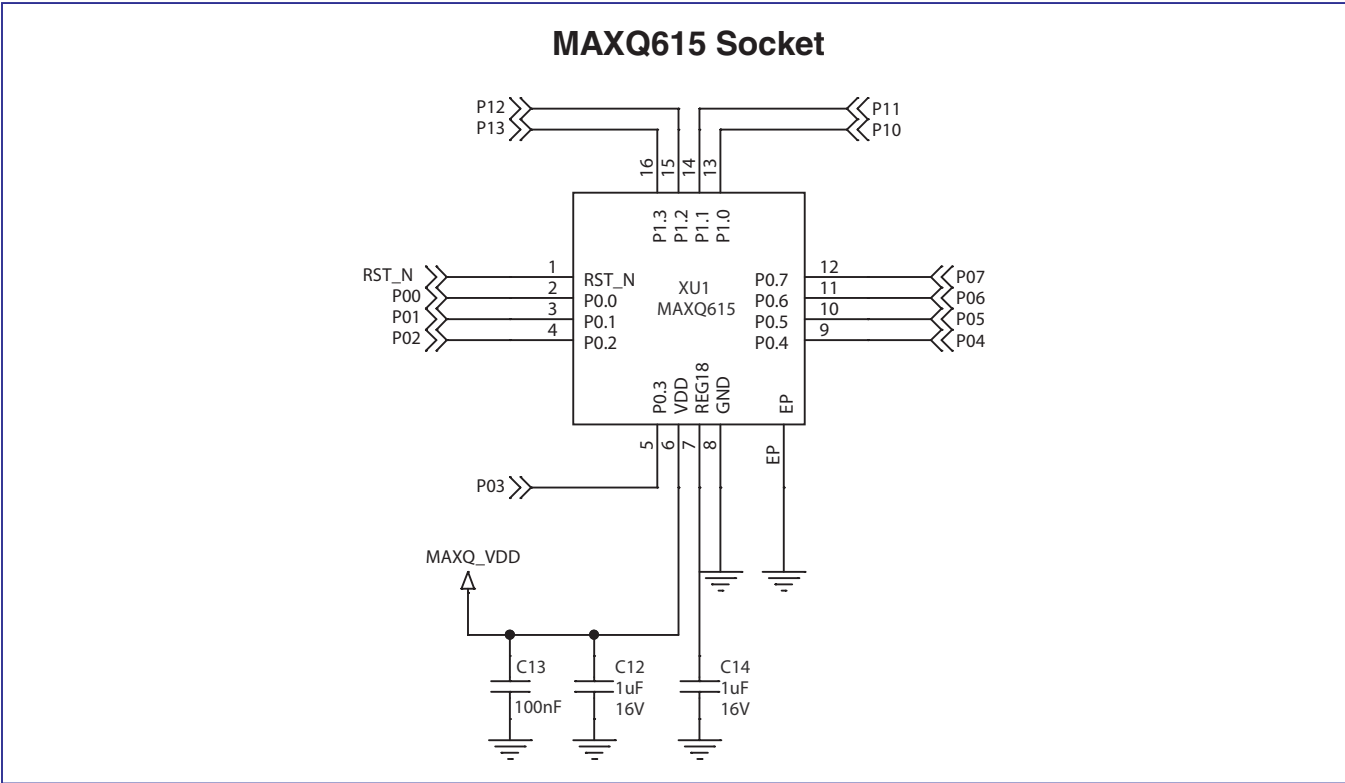 MAXQ615 Socket
P12
P11
P13
P10
16
15
14
13
P1.3
P1.2
P1.1
P1.0
RST_N
1
RST_N
P00
2
P0.0
P01
3
P0.1
P02
4
P0.2
XU1
MAXQ615
P0.7
12
P07
P0.6
11
P06
P0.5
10
P05
P0.4
9
P04
P0.3
VDD
REG18
GND
EP
5
6
7
8
EP
P03
MAXQ_VDD
C13
100nF
C12
1uF
16V
C14
1uF
16V